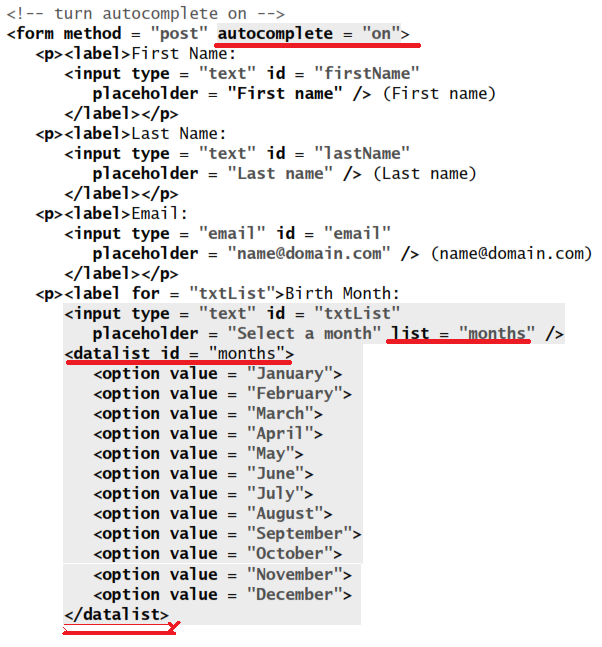 <!-- turn autocomplete on -->
<form method = "post" autocomplete = "on">
<p><label>First Name:
<input type = "text" id = "firstName"
placeholder = "First name" /> (First name)
</label></p>
<p><label>Last Name:
<input type = "text" id = "lastName"
placeholder = "Last name" /> (Last name)
</label></p>
<p><label>Email:
<input type = "email" id = "email"
placeholder = "name@domain.com" /> (name@domain.com)
</label></p>
<p><label for = "txtList">Birth Month:
<input type = "text" id = "txtList"
placeholder = "Select a month" list = "months" />
<datalist id = "months">
<option value = "January">
<option value = "February">
<option value = "March">
<option value = "April">
<option value = "May">
<option value = "June">
<option value = "July">
<option value = "August">
<option value = "September">
<option value = "October">
<option value = "November">
<option value = "December">
</datalist>